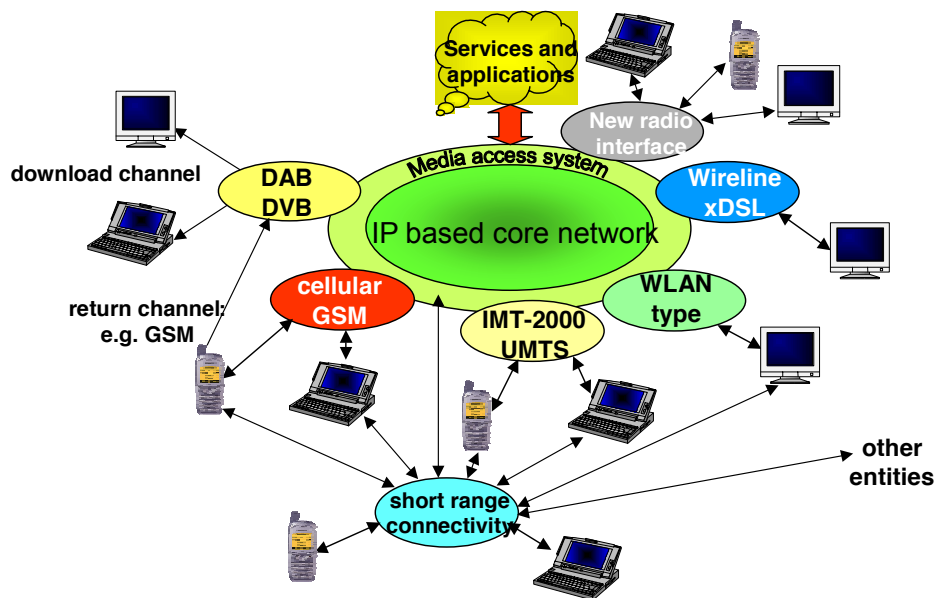 Services and
applications
New radio
interface
Media access system
download channel
DAB
DVB
Wireline
xDSL
IP based core network
return channel:
e.g. GSM
cellular
GSM
IMT-2000
UMTS
WLAN
type
other
entities
short range
connectivity